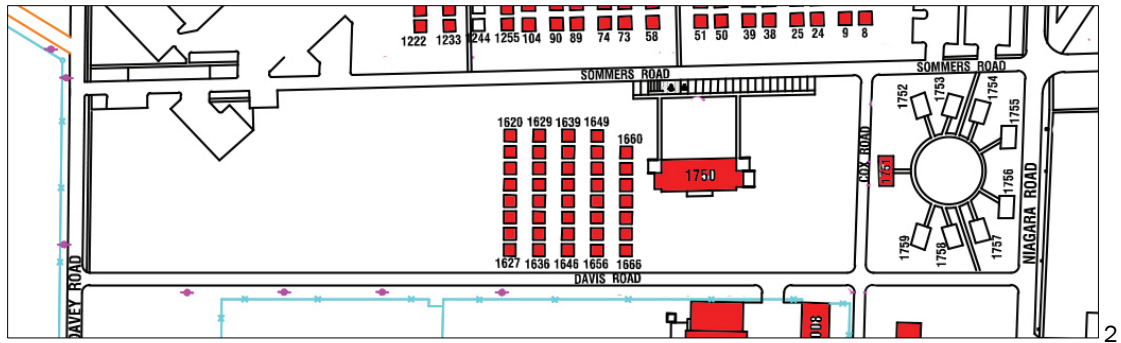 1222 1233 1244 1255 104 90 89 74 73 58 51 50 39 38 25 24 9 8
SOMMERS ROAD
SOMMERS ROAD
1752
1753
1754
1755
1620 1629 1639 1649
1660
COX ROAD
1750
1751
1756
NIAGARA ROAD
1759
1758
1757
1627 1636 1646 1656 1666
DAVIS ROAD
DAVEY ROAD
008
2